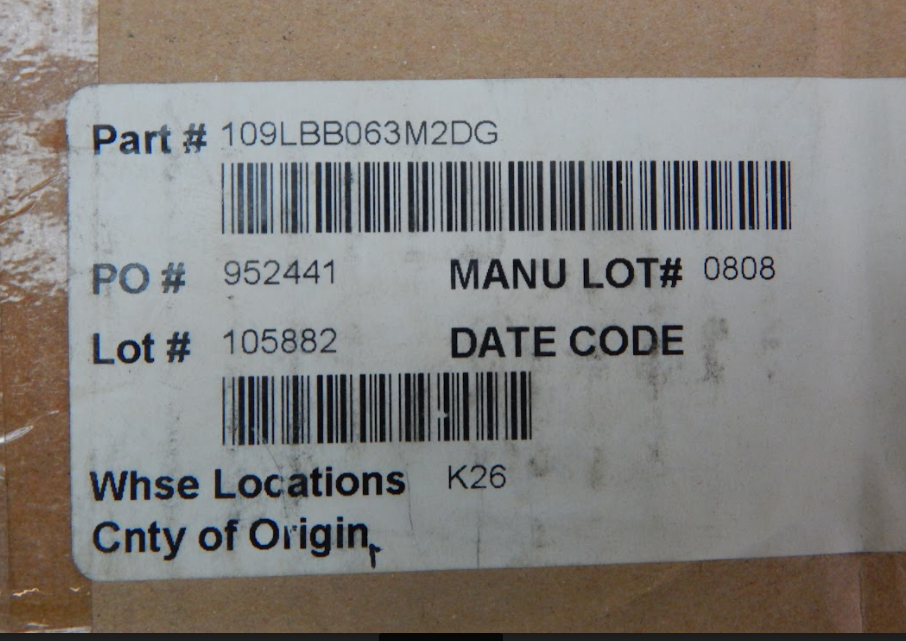 Part # 109LBB063M2DG
PO # 952441 MANU LOT# 0808
Lot # 105882 DATE CODE
Whse Locations K26
Cnty of Origin